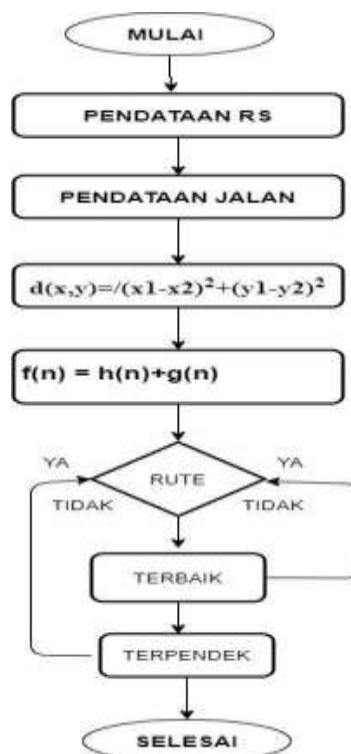 MULAI
PENDATAAN RS
PENDATAAN JALAN
d(x,y)=/(x1-x2)²+(y1-y2)²
f(n) = h(n)+g(n)
YA
YA
RUTE
TIDAK
TIDAK
TERBAIK
TERPENDEK
SELESAI